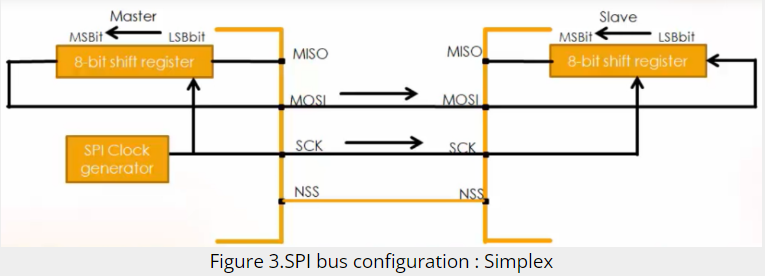 Master
Slave
MSBit LSBbit
MSBit LSBbit
8-bit shift register
8-bit shift register
MISO
MISO
MOSI
MOSI
SPI Clock
generator
SCK
SCK
NSS
NSS
Figure 3.SPI bus configuration : Simplex